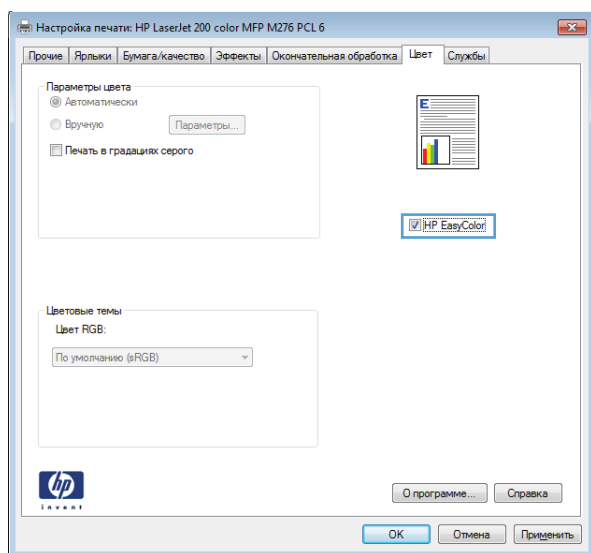 Настройка печати: HP LaserJet 200 color MFP M276 PCL 6
Прочие Ярлыки Бумага/качество Эффекты Окончательная обработка Цвет Службы
Параметры цвета
Автоматически
Вручную Параметры...
Печать в градациях серого
E
HP EasyColor
Цветовые темы
Цвет RGB:
По умолчанию (sRGB)
hp
invent
О программе... Справка
OK Отмена Применить